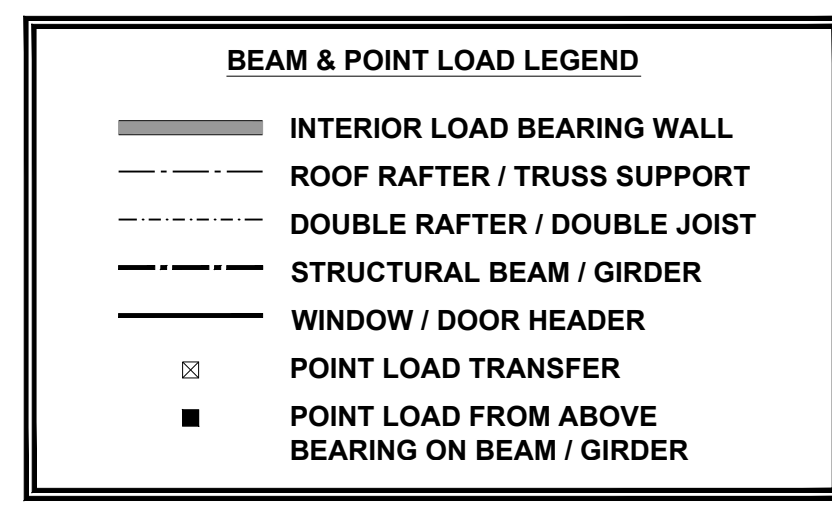 BEAM & POINT LOAD LEGEND
INTERIOR LOAD BEARING WALL
ROOF RAFTER / TRUSS SUPPORT
DOUBLE RAFTER / DOUBLE JOIST
STRUCTURAL BEAM / GIRDER
WINDOW / DOOR HEADER
POINT LOAD TRANSFER
POINT LOAD FROM ABOVE
BEARING ON BEAM / GIRDER